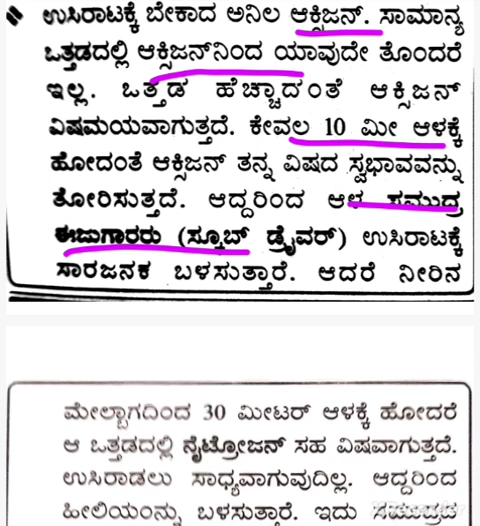 ಉಸಿರಾಟಕ್ಕೆ ಬೇಕಾದ ಅನಿಲ ಆಕ್ಸಿಜನ್. ಸಾಮಾನ್ಯ
ಒತ್ತಡದಲ್ಲಿ ಆಕ್ಸಿಜನ್‌ನಿಂದ ಯಾವುದೇ ತೊಂದರೆ
ಇಲ್ಲ. ಒತ್ತಡ ಹೆಚ್ಚಾದಂತೆ ಆಕ್ಸಿಜನ್
ವಿಷಮಯವಾಗುತ್ತದೆ. ಕೇವಲ 10 ಮೀ ಆಳಕ್ಕೆ
ಹೋದಂತೆ ಆಕ್ಸಿಜನ್ ತನ್ನ ವಿಷದ ಸ್ವಭಾವವನ್ನು
ತೋರಿಸುತ್ತದೆ. ಆದ್ದರಿಂದ ಆಳ ಸಮುದ್ರ
ಈಜುಗಾರರು (ಸ್ಕೂಬ್ ಡ್ರೈವರ್) ಉಸಿರಾಟಕ್ಕೆ
ಸಾರಜನಕ ಬಳಸುತ್ತಾರೆ. ಆದರೆ ನೀರಿನ
ಮೇಲ್ಭಾಗದಿಂದ 30 ಮೀಟರ್ ಆಳಕ್ಕೆ ಹೋದರೆ
ಆ ಒತ್ತಡದಲ್ಲಿ ನೈಟ್ರೋಜನ್ ಸಹ ವಿಷವಾಗುತ್ತದೆ.
ಉಸಿರಾಡಲು ಸಾಧ್ಯವಾಗುವುದಿಲ್ಲ. ಆದ್ದರಿಂದ
ಹೀಲಿಯಂನ್ನು ಬಳಸುತ್ತಾರೆ. ಇದು